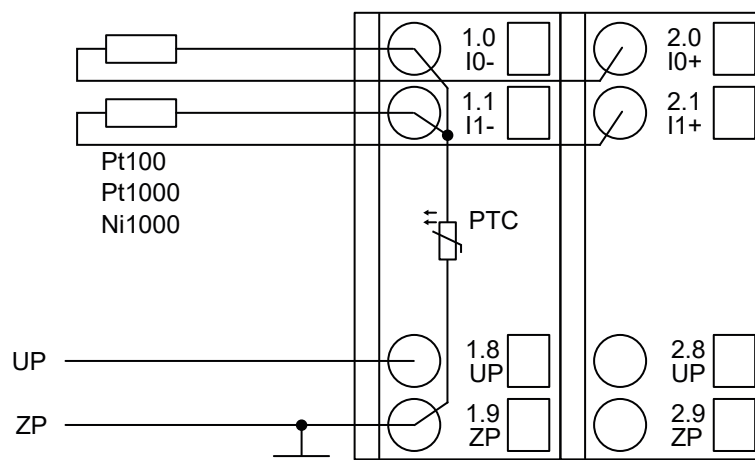 1.0
I0-
2.0
I0+
1.1
I1-
2.1
I1+
Pt100
Pt1000
Ni1000
PTC
UP
1.8
UP
2.8
UP
ZP
1.9
ZP
2.9
ZP